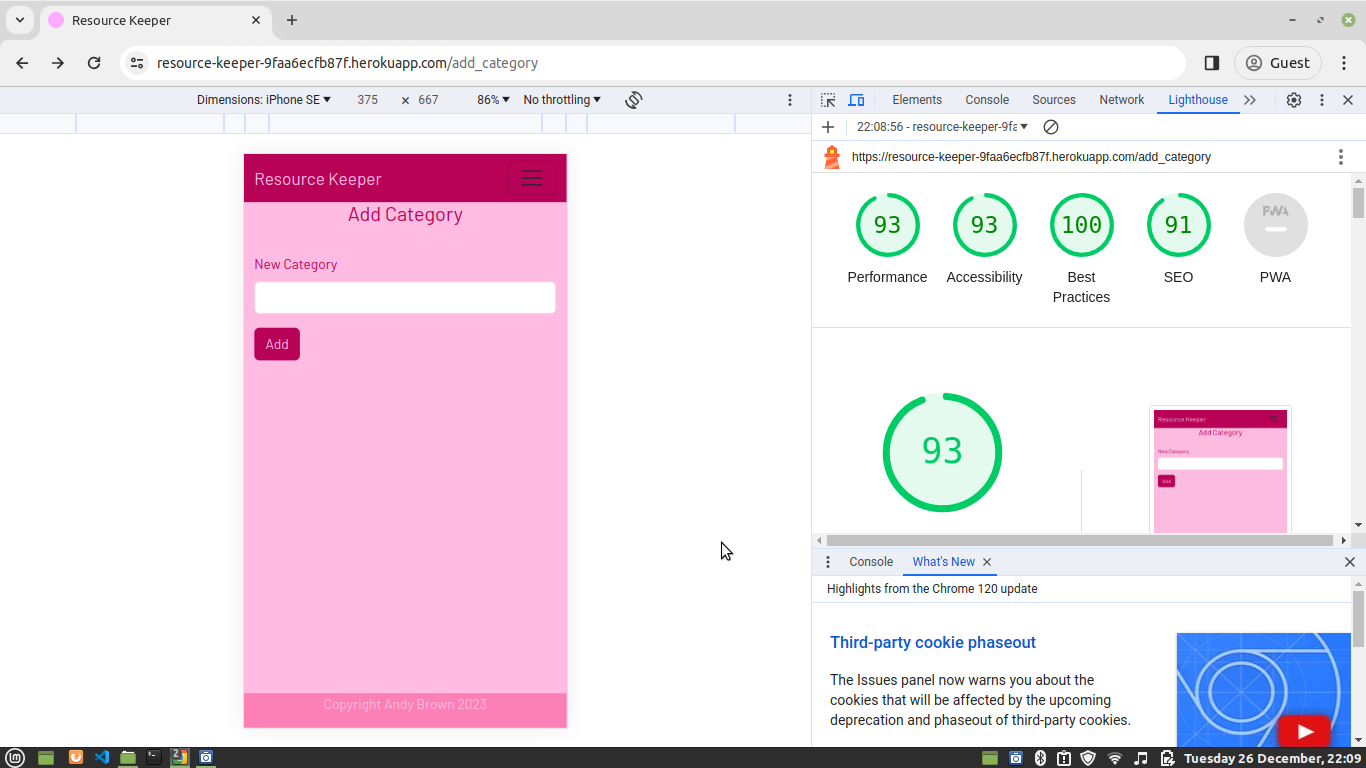 Resource Keeper
resource-keeper-9faa6ecfb87f.herokuapp.com/add_category
Guest
Dimensions: iPhone SE
375 × 667
86%
No throttling
Elements
Console
Sources
Network
Lighthouse
22:08:56 - resource-keeper-9fa
https://resource-keeper-9faa6ecfb87f.herokuapp.com/add_category
Resource Keeper
Add Category
New Category
Add
Copyright Andy Brown 2023
93
93
100
91
PWA
Performance
Accessibility
Best
Practices
SEO
PWA
93
Resource Keeper
Add Category
New Category
Add
Console
What's New
Highlights from the Chrome 120 update
Third-party cookie phaseout
The Issues panel now warns you about the
cookies that will be affected by the upcoming
deprecation and phaseout of third-party cookies.
2
Tuesday 26 December, 22:09